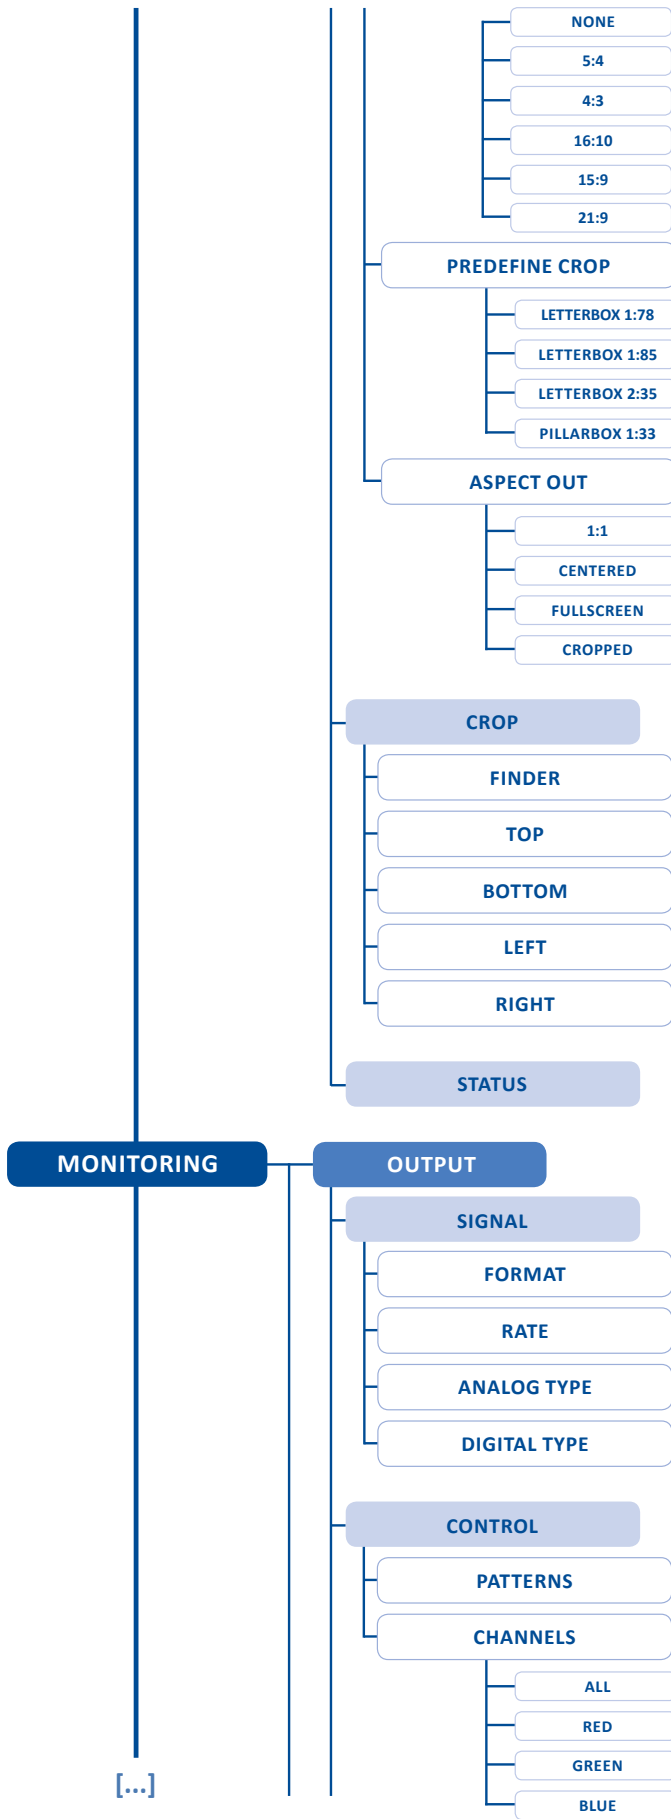 NONE
5:4
4:3
16:10
15:9
21:9
PREDEFINE CROP
LETTERBOX 1:78
LETTERBOX 1:85
LETTERBOX 2:35
PILLARBOX 1:33
ASPECT OUT
1:1
CENTERED
FULLSCREEN
CROPPED
CROP
FINDER
TOP
BOTTOM
LEFT
RIGHT
STATUS
MONITORING
OUTPUT
SIGNAL
FORMAT
RATE
ANALOG TYPE
DIGITAL TYPE
CONTROL
PATTERNS
CHANNELS
ALL
RED
GREEN
BLUE
[...]